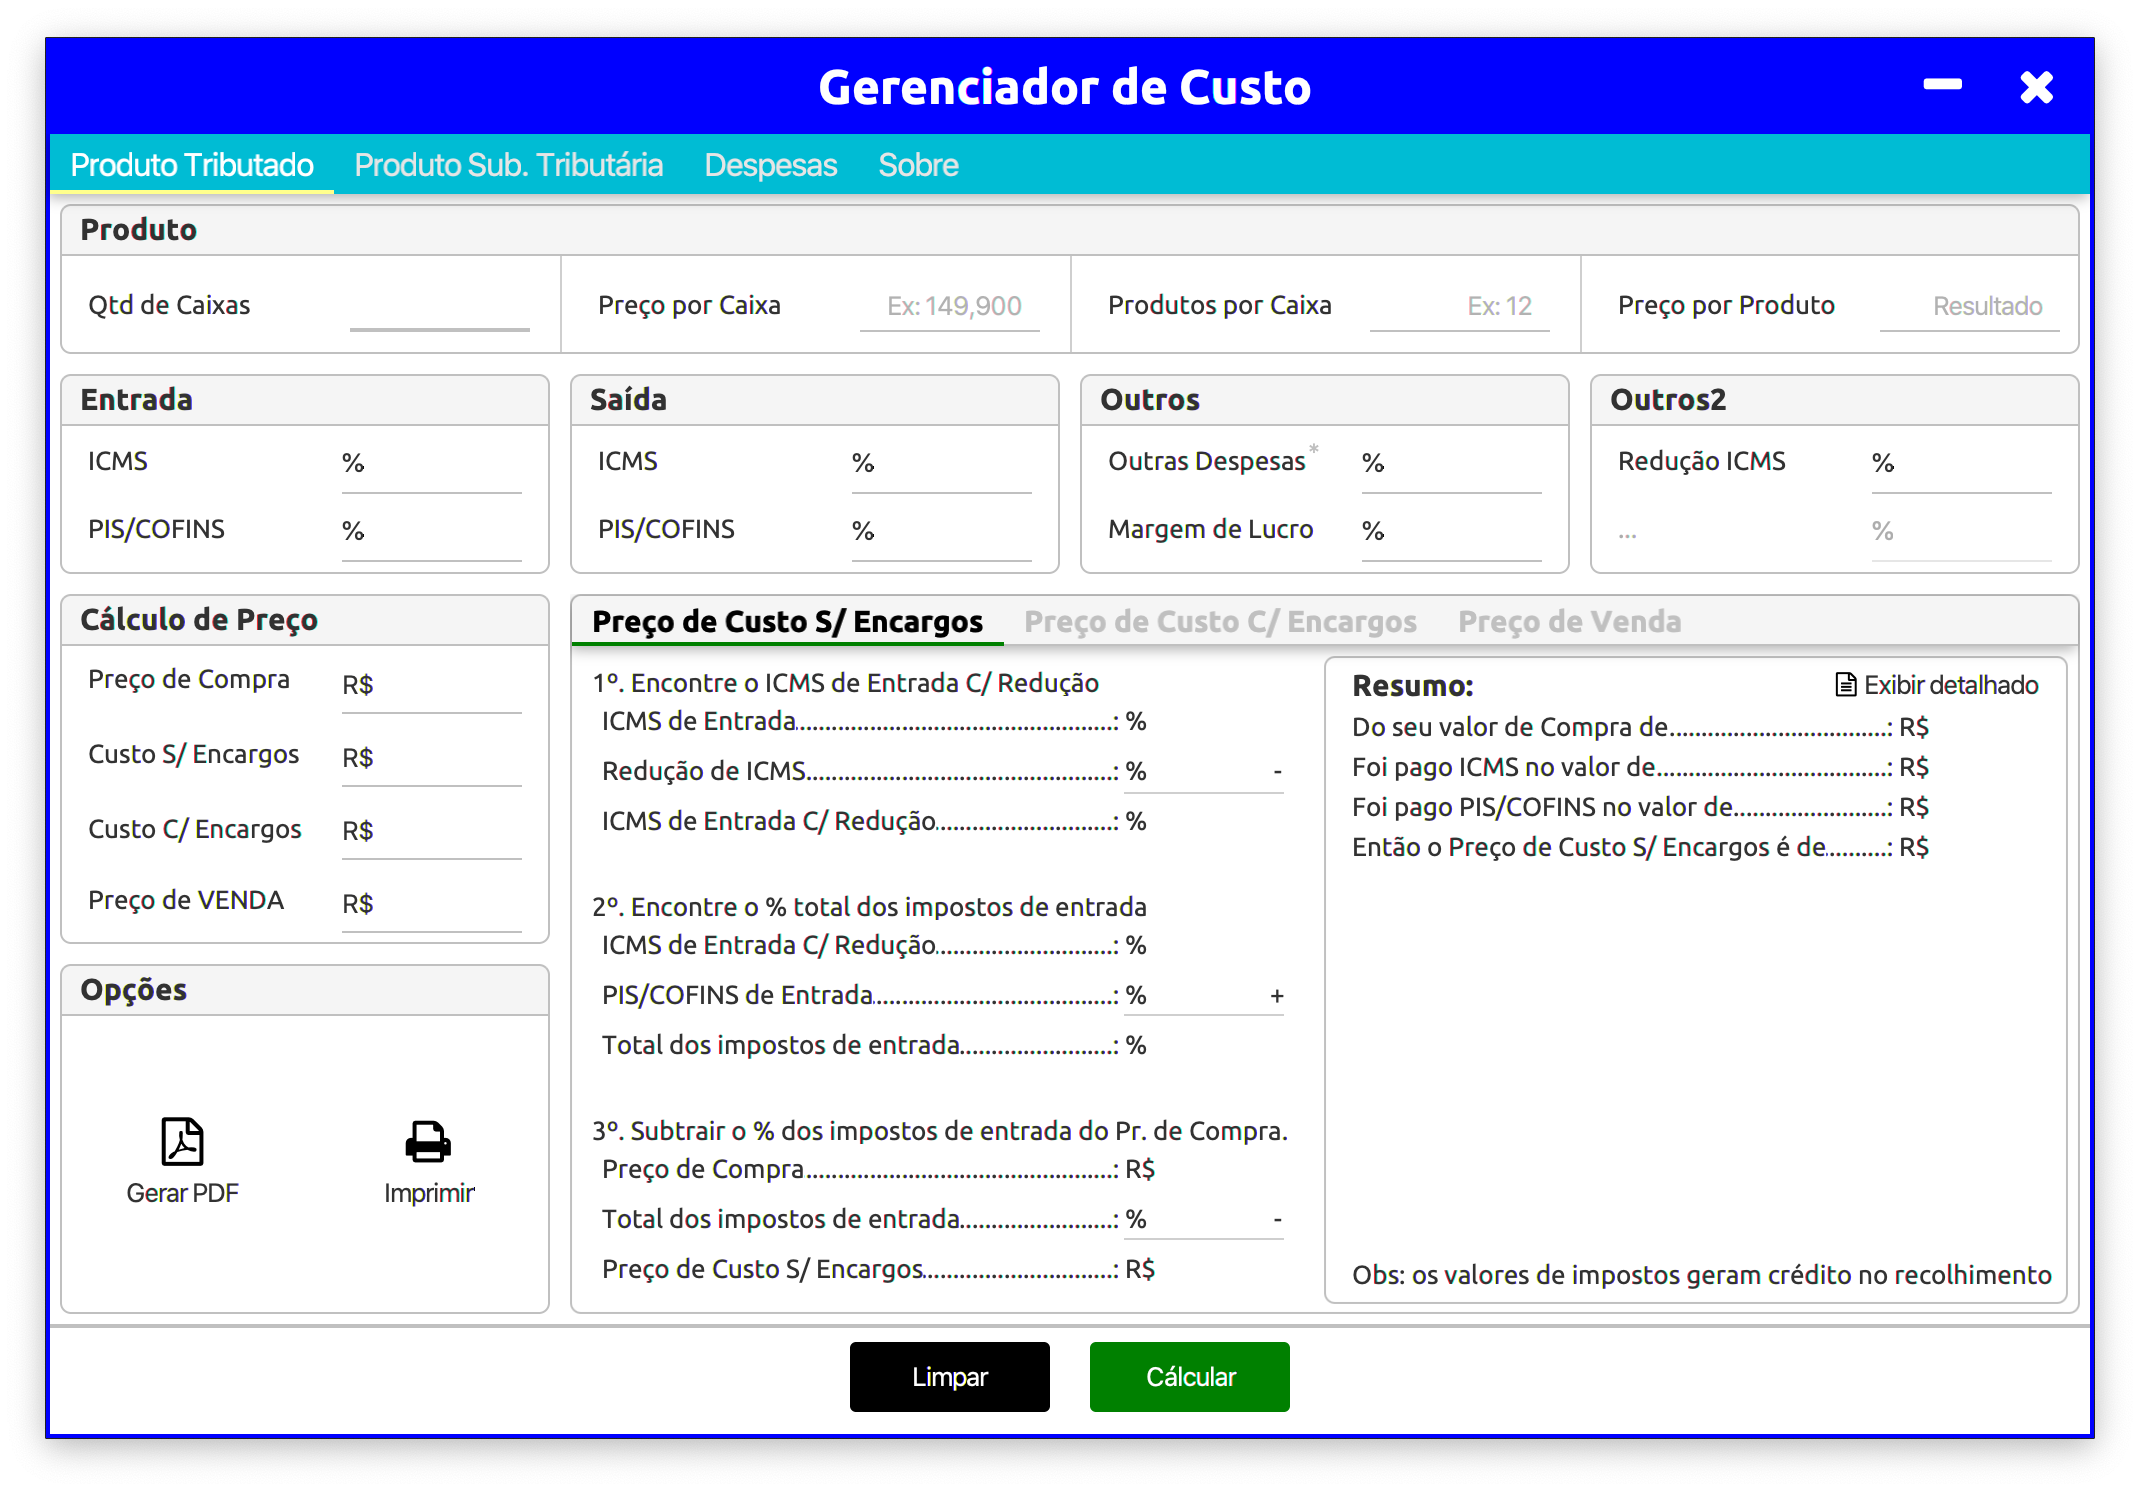 Gerenciador de Custo
Produto Tributado Produto Sub. Tributária Despesas Sobre
Produto
Qtd de Caixas Preço por Caixa Ex: 149,900 Produtos por Caixa Ex: 12 Preço por Produto Resultado
Entrada
ICMS %
PIS/COFINS %
Saída
ICMS %
PIS/COFINS %
Outros
Outras Despesas* %
Margem de Lucro %
Outros2
Redução ICMS %
... %
Cálculo de Preço
Preço de Compra R$
Custo S/ Encargos R$
Custo C/ Encargos R$
Preço de VENDA R$
Opções
Gerar PDF Imprimir
Preço de Custo S/ Encargos Preço de Custo C/ Encargos Preço de Venda
1º. Encontre o ICMS de Entrada C/ Redução
ICMS de Entrada..................................................: %
Redução de ICMS................................................: % -
ICMS de Entrada C/ Redução............................: %
2º. Encontre o % total dos impostos de entrada
ICMS de Entrada C/ Redução............................: %
PIS/COFINS de Entrada......................................: % +
Total dos impostos de entrada........................: %
3º. Subtrair o % dos impostos de entrada do Pr. de Compra.
Preço de Compra................................................: R$
Total dos impostos de entrada........................: % -
Preço de Custo S/ Encargos..............................: R$
Resumo: Exibir detalhado
Do seu valor de Compra de..................................: R$
Foi pago ICMS no valor de....................................: R$
Foi pago PIS/COFINS no valor de........................: R$
Então o Preço de Custo S/ Encargos é de..........: R$
Obs: os valores de impostos geram crédito no recolhimento
Limpar Cálcular